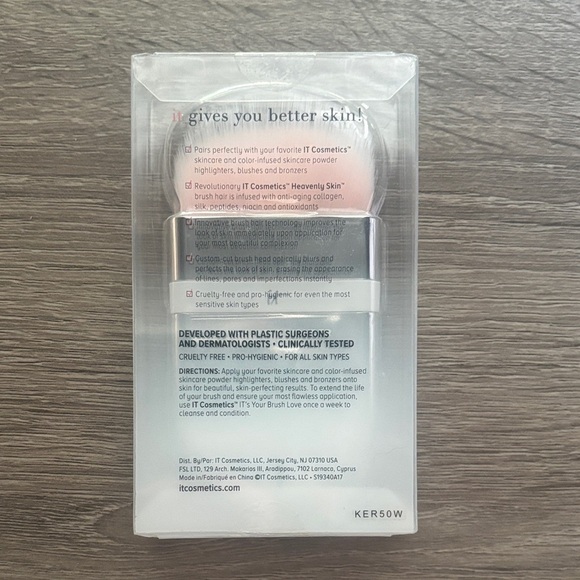 it gives you better skin!
Pairs perfectly with your favorite IT Cosmetics™
skincare and color-infused skincare powder
highlighters, blushes and bronzers
Revolutionary IT Cosmetics™ Heavenly Skin™
brush hair is infused with anti-aging collagen,
silk, peptides, niacin and antioxidants
Innovative brush hair technology improves the
look of skin immediately upon application for
your most beautiful complexion
Custom-cut brush head optically blurs and
perfects the look of skin, erasing the appearance
of lines, pores and imperfections instantly
Cruelty-free and pro-hygienic for even the most
sensitive skin types
DEVELOPED WITH PLASTIC SURGEONS
AND DERMATOLOGISTS • CLINICALLY TESTED
CRUELTY FREE • PRO-HYGIENIC • FOR ALL SKIN TYPES
DIRECTIONS: Apply your favorite skincare and color-infused
skincare powder highlighters, blushes and bronzers onto
skin for beautiful, skin-perfecting results. To extend the life
of your brush and ensure your most flawless application,
use IT Cosmetics™ IT's Your Brush Love once a week to
cleanse and condition.
Dist. By/Par: IT Cosmetics, LLC, Jersey City, NJ 07310 USA
FSL LTD, 129 Arch. Makarios III, Aradippou, 7102 Larnaca, Cyprus
Made in/Fabriqué en China ©IT Cosmetics, LLC • S19340A17
itcosmetics.com
KER50W